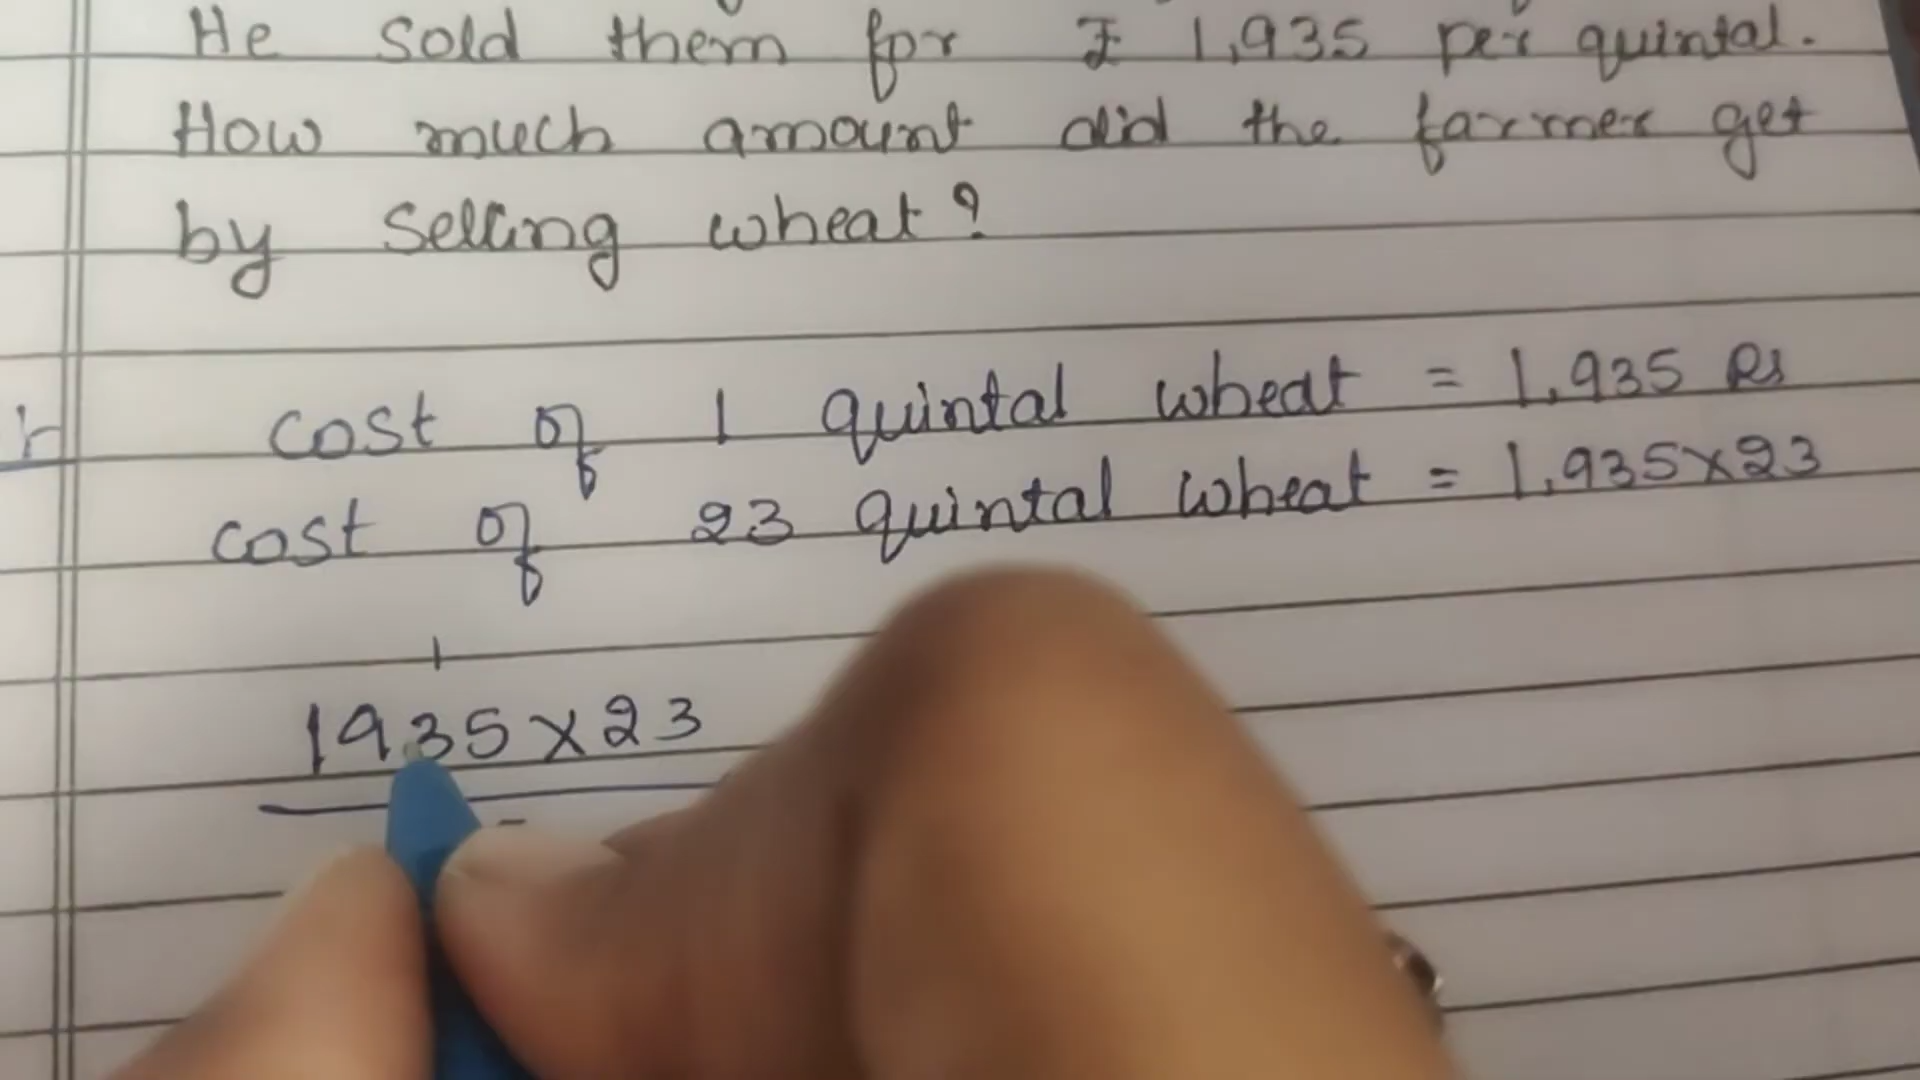 He sold them for ₹ 1,935 per quintal.
How much amount did the farmer get
by selling wheat?
cost of 1 quintal wheat = 1,935 Rs
cost of 23 quintal wheat = 1,935×23
1
1935×23